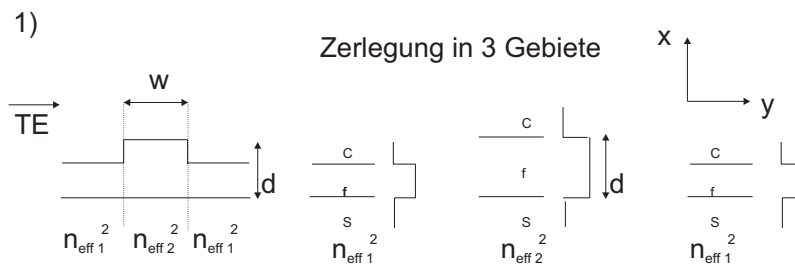 1)
Zerlegung in 3 Gebiete
x
y
w
TE
d
n_eff 1^2 n_eff 2^2 n_eff 1^2
c
f
s
n_eff 1^2
c
f
s
d
n_eff 2^2
c
f
s
n_eff 1^2